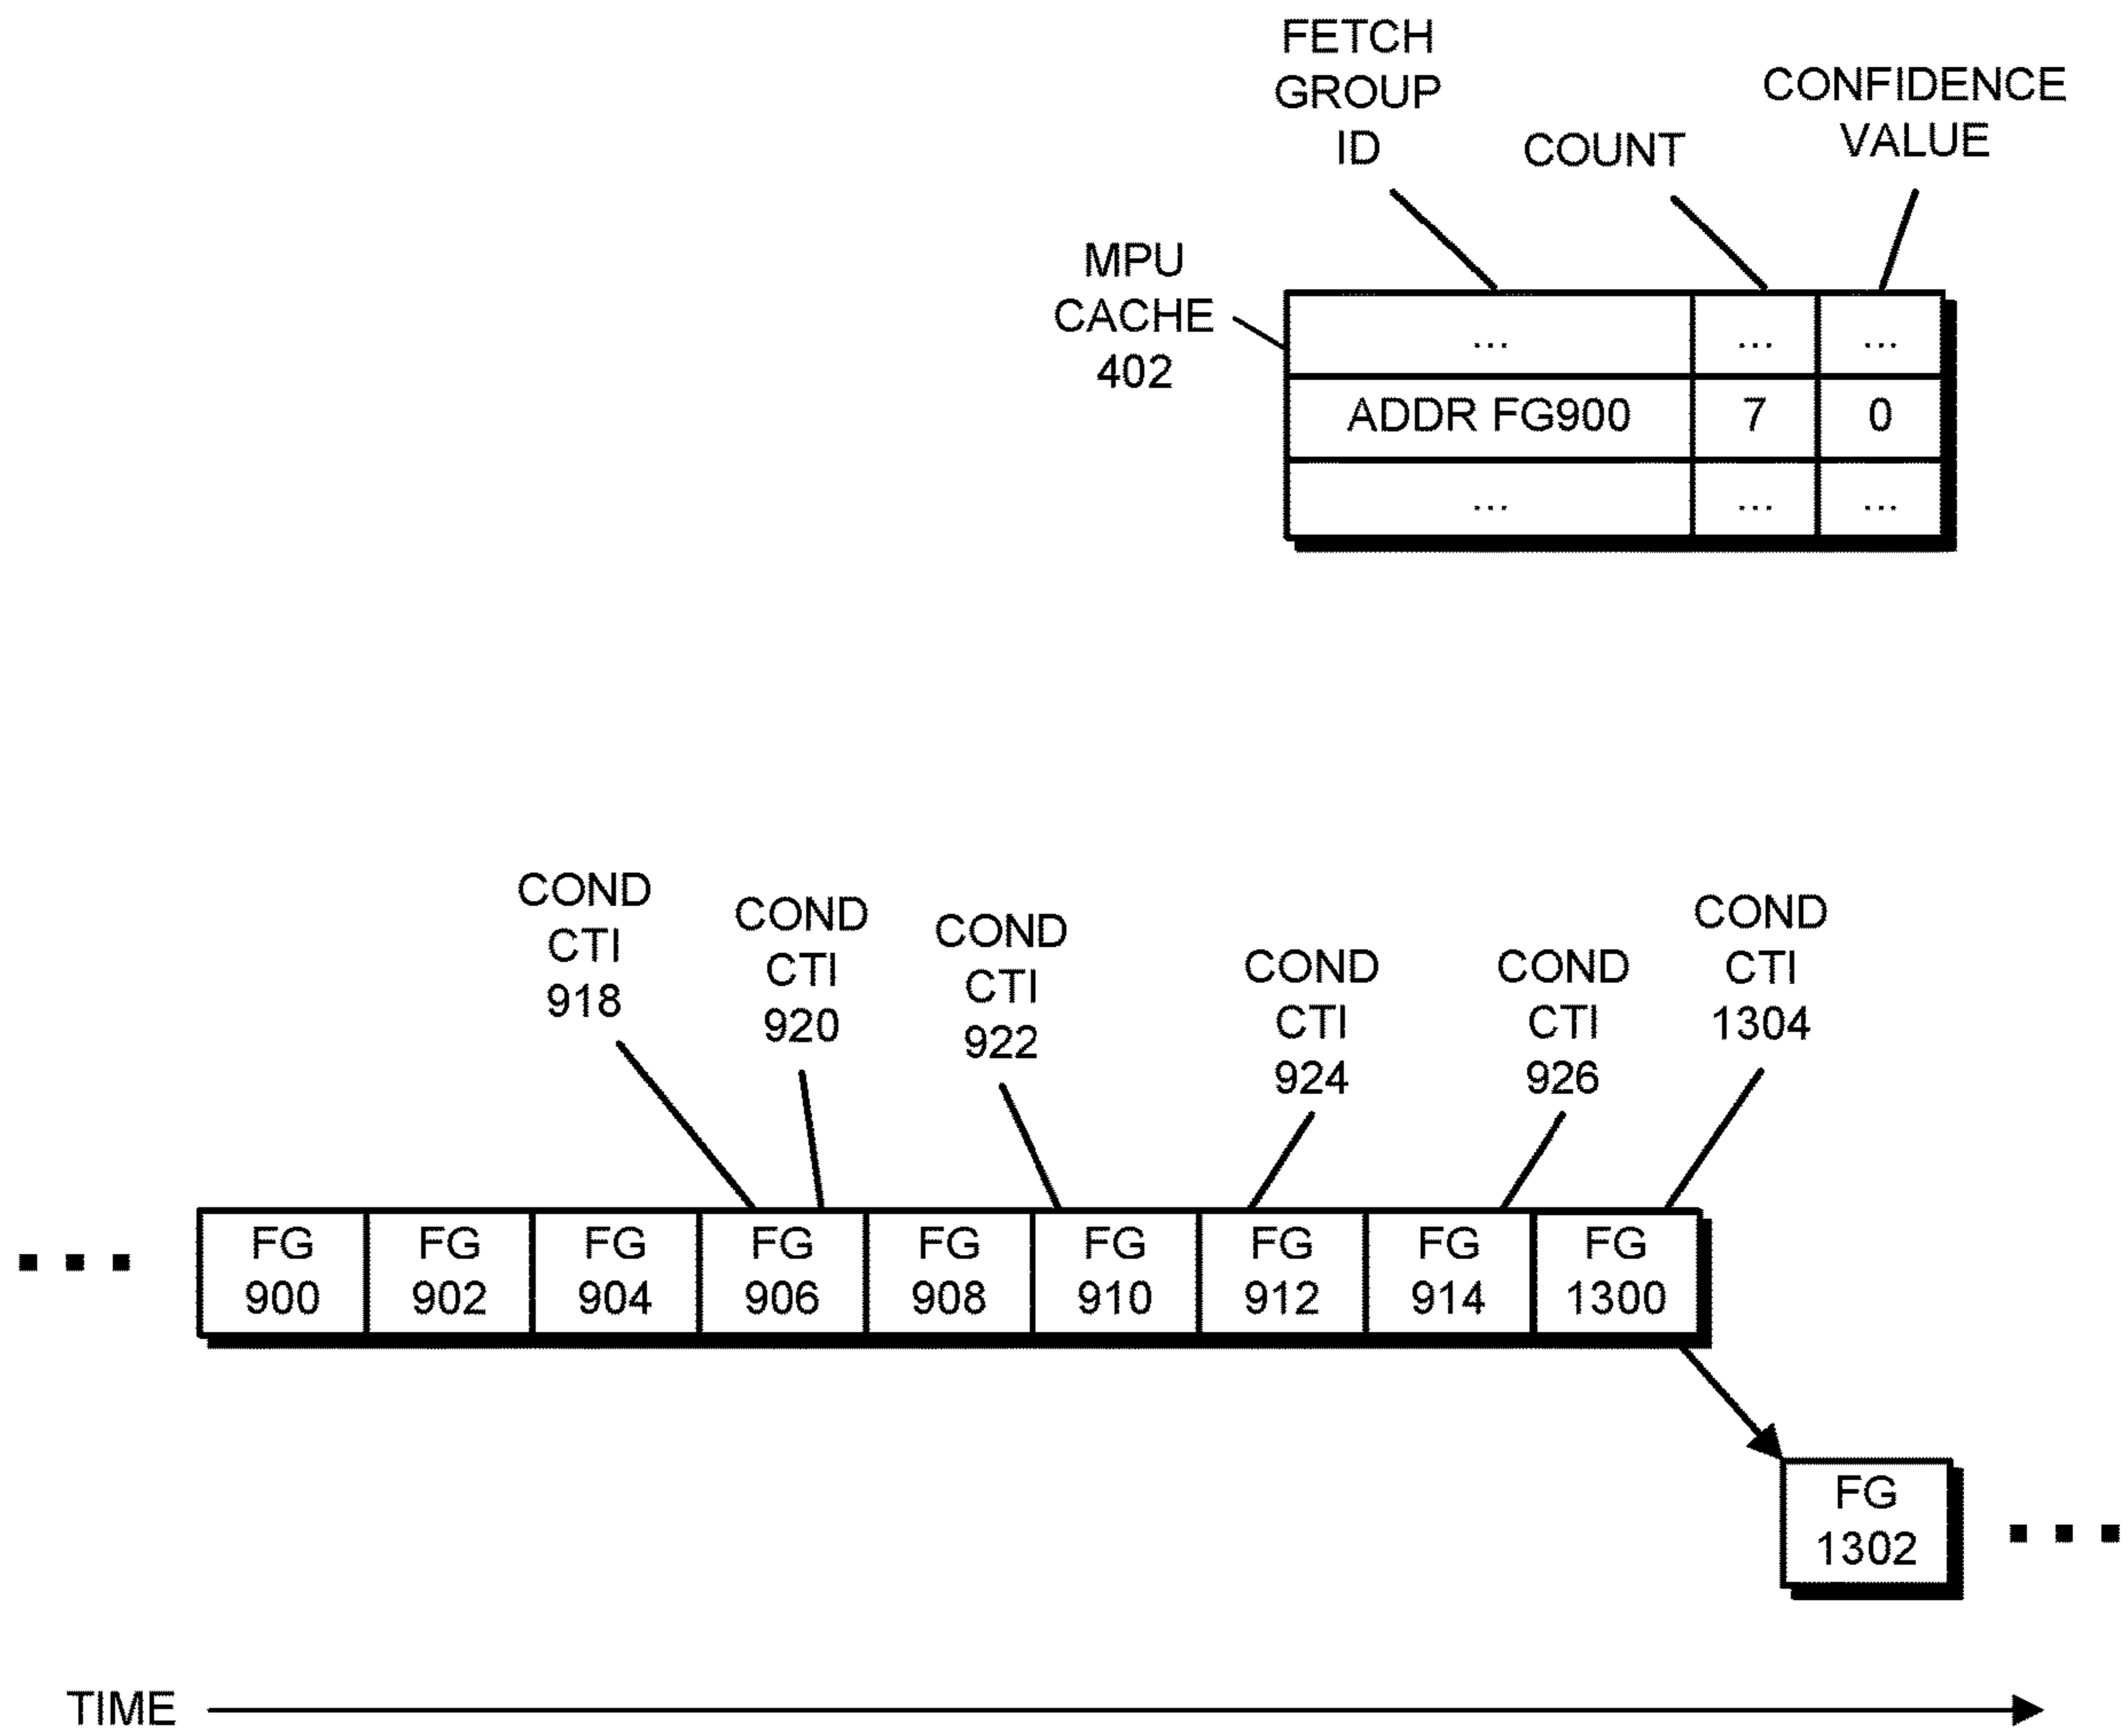 FETCH
GROUP
ID
COUNT
CONFIDENCE
VALUE
MPU
CACHE
402
... ... ...
ADDR FG900 7 0
... ... ...
COND
CTI
918
COND
CTI
920
COND
CTI
922
COND
CTI
924
COND
CTI
926
COND
CTI
1304
FG
900
FG
902
FG
904
FG
906
FG
908
FG
910
FG
912
FG
914
FG
1300
FG
1302
TIME